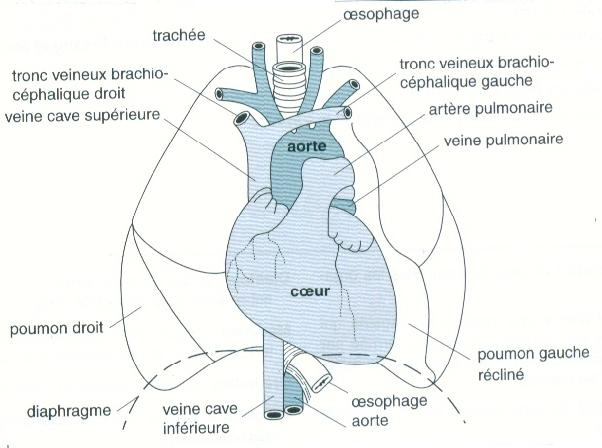 œsophage
trachée
tronc veineux brachio-
céphalique droit
veine cave supérieure
tronc veineux brachio-
céphalique gauche
artère pulmonaire
veine pulmonaire
aorte
cœur
poumon droit
poumon gauche
récliné
diaphragme
veine cave
inférieure
œsophage
aorte